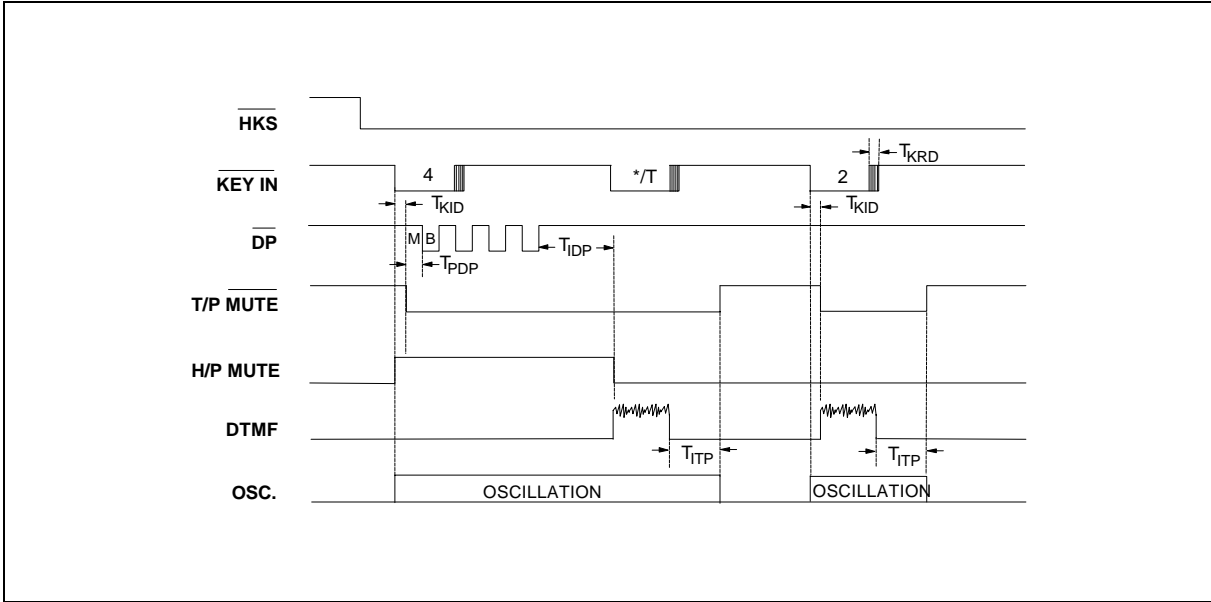 HKS
TKRD
KEY IN 4 */T 2
TKID TKID
DP M B TIDP
TPDP
T/P MUTE
H/P MUTE
DTMF
TITP TITP
OSC. OSCILLATION OSCILLATION